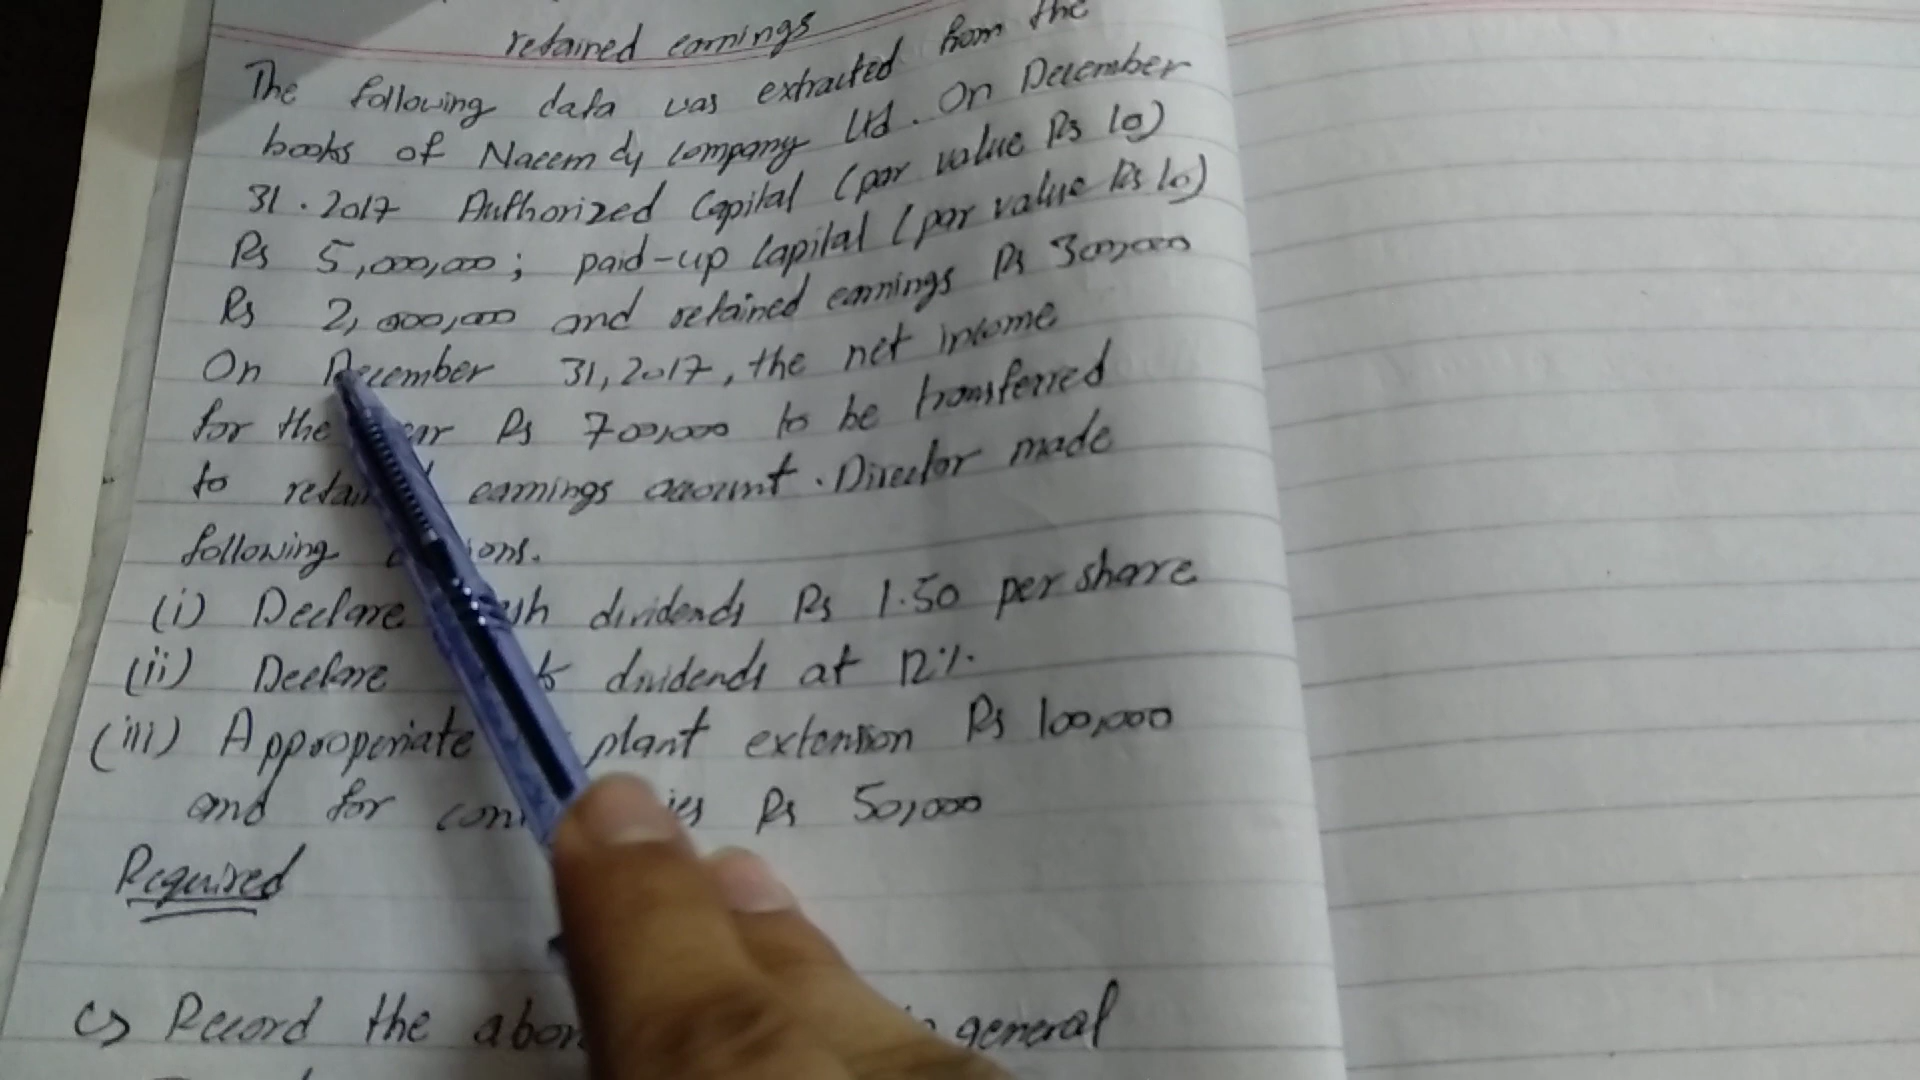 retained earnings
The following data was extracted from the
books of Naeem dy company Ltd. On December
31. 2017 Authorized Capital (par value Rs 10)
Rs 5,000,000; paid-up Capital (par value Rs 10)
Rs 2,000,000 and retained earnings Rs 300,000
On December 31, 2017, the net income
for the Rs 700,000 to be transferred
to earnings account. Director made
following
(i) Declare dividends Rs 1.50 per share
(ii) Declare dividends at 12%.
(iii) Approperiate plant extension Rs 100,000
and for Rs 50,000
Required
Record the general